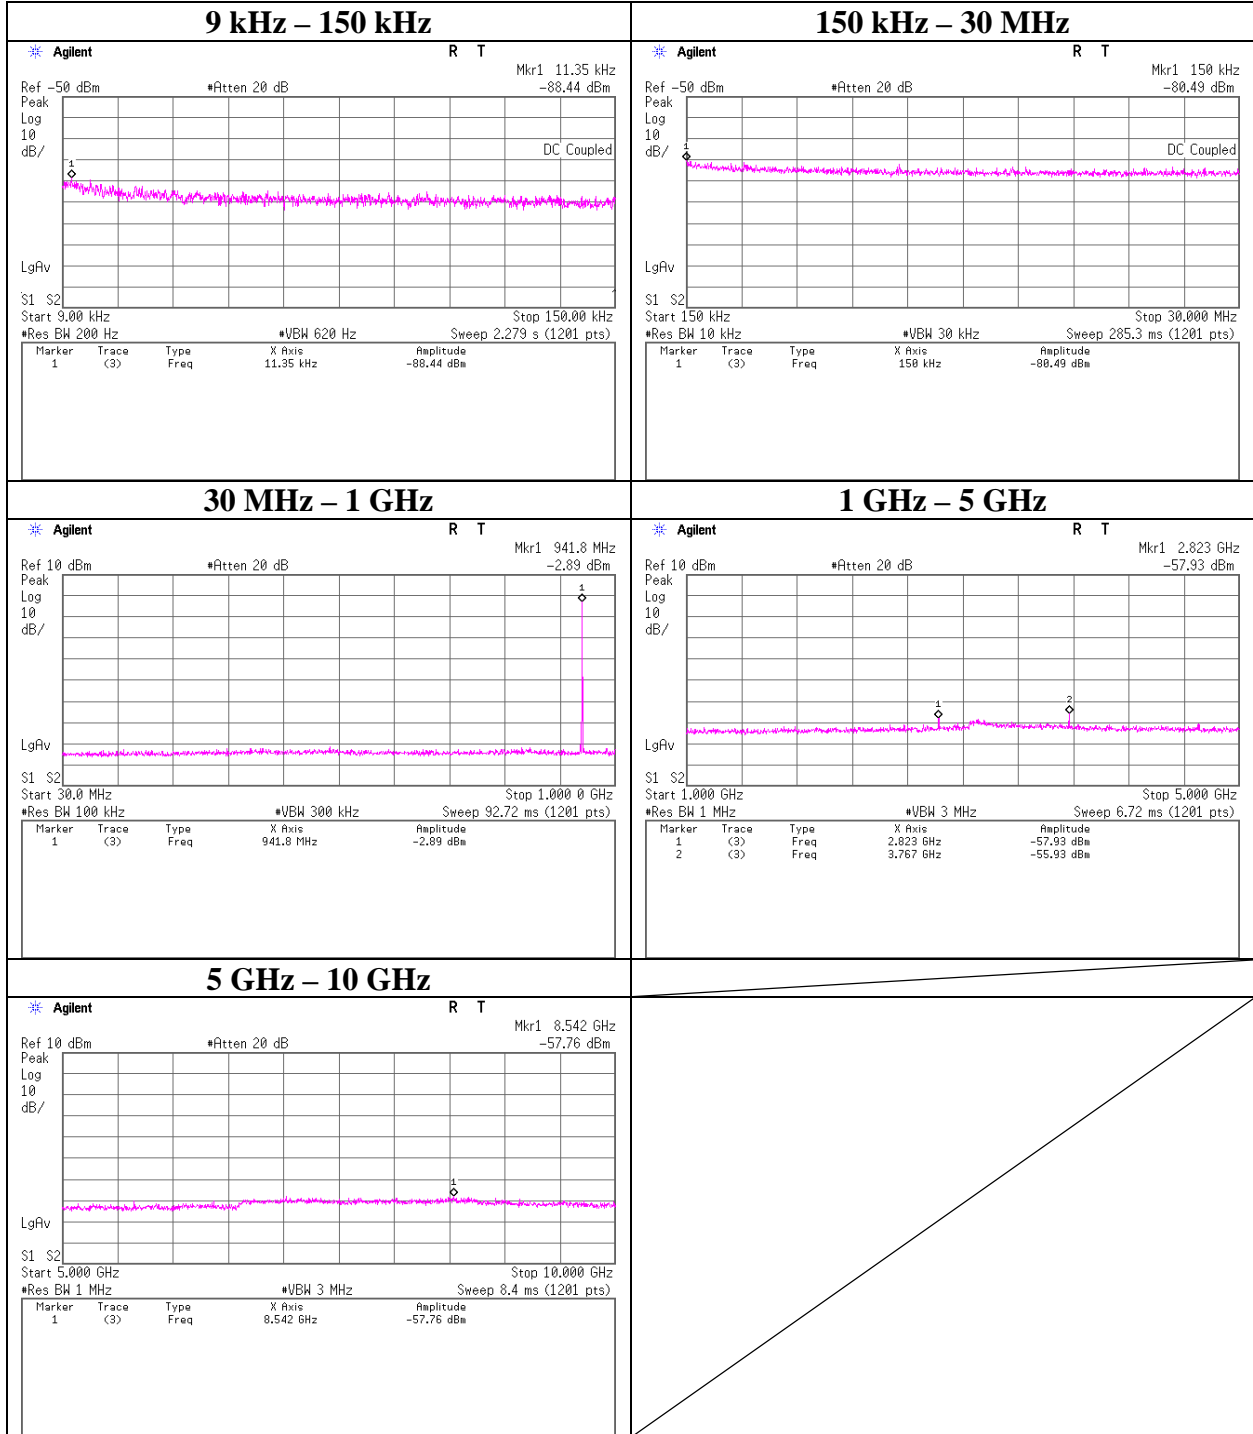 9 kHz – 150 kHz
Agilent R T
Mkr1 11.35 kHz
Ref -50 dBm #Atten 20 dB -88.44 dBm
Peak
Log
10
dB/
1
DC Coupled
LgAv
S1 S2
Start 9.00 kHz Stop 150.00 kHz
#Res BW 200 Hz #VBW 620 Hz Sweep 2.279 s (1201 pts)
Marker Trace Type X Axis Amplitude
1 (3) Freq 11.35 kHz -88.44 dBm
150 kHz – 30 MHz
Agilent R T
Mkr1 150 kHz
Ref -50 dBm #Atten 20 dB -80.49 dBm
Peak
Log
10
dB/
1
DC Coupled
LgAv
S1 S2
Start 150 kHz Stop 30.000 MHz
#Res BW 10 kHz #VBW 30 kHz Sweep 285.3 ms (1201 pts)
Marker Trace Type X Axis Amplitude
1 (3) Freq 150 kHz -80.49 dBm
30 MHz – 1 GHz
Agilent R T
Mkr1 941.8 MHz
Ref 10 dBm #Atten 20 dB -2.89 dBm
Peak
Log
10
dB/
1
LgAv
S1 S2
Start 30.0 MHz Stop 1.000 0 GHz
#Res BW 100 kHz #VBW 300 kHz Sweep 92.72 ms (1201 pts)
Marker Trace Type X Axis Amplitude
1 (3) Freq 941.8 MHz -2.89 dBm
1 GHz – 5 GHz
Agilent R T
Mkr1 2.823 GHz
Ref 10 dBm #Atten 20 dB -57.93 dBm
Peak
Log
10
dB/
1 2
LgAv
S1 S2
Start 1.000 GHz Stop 5.000 GHz
#Res BW 1 MHz #VBW 3 MHz Sweep 6.72 ms (1201 pts)
Marker Trace Type X Axis Amplitude
1 (3) Freq 2.823 GHz -57.93 dBm
2 (3) Freq 3.767 GHz -55.93 dBm
5 GHz – 10 GHz
Agilent R T
Mkr1 8.542 GHz
Ref 10 dBm #Atten 20 dB -57.76 dBm
Peak
Log
10
dB/
1
LgAv
S1 S2
Start 5.000 GHz Stop 10.000 GHz
#Res BW 1 MHz #VBW 3 MHz Sweep 8.4 ms (1201 pts)
Marker Trace Type X Axis Amplitude
1 (3) Freq 8.542 GHz -57.76 dBm